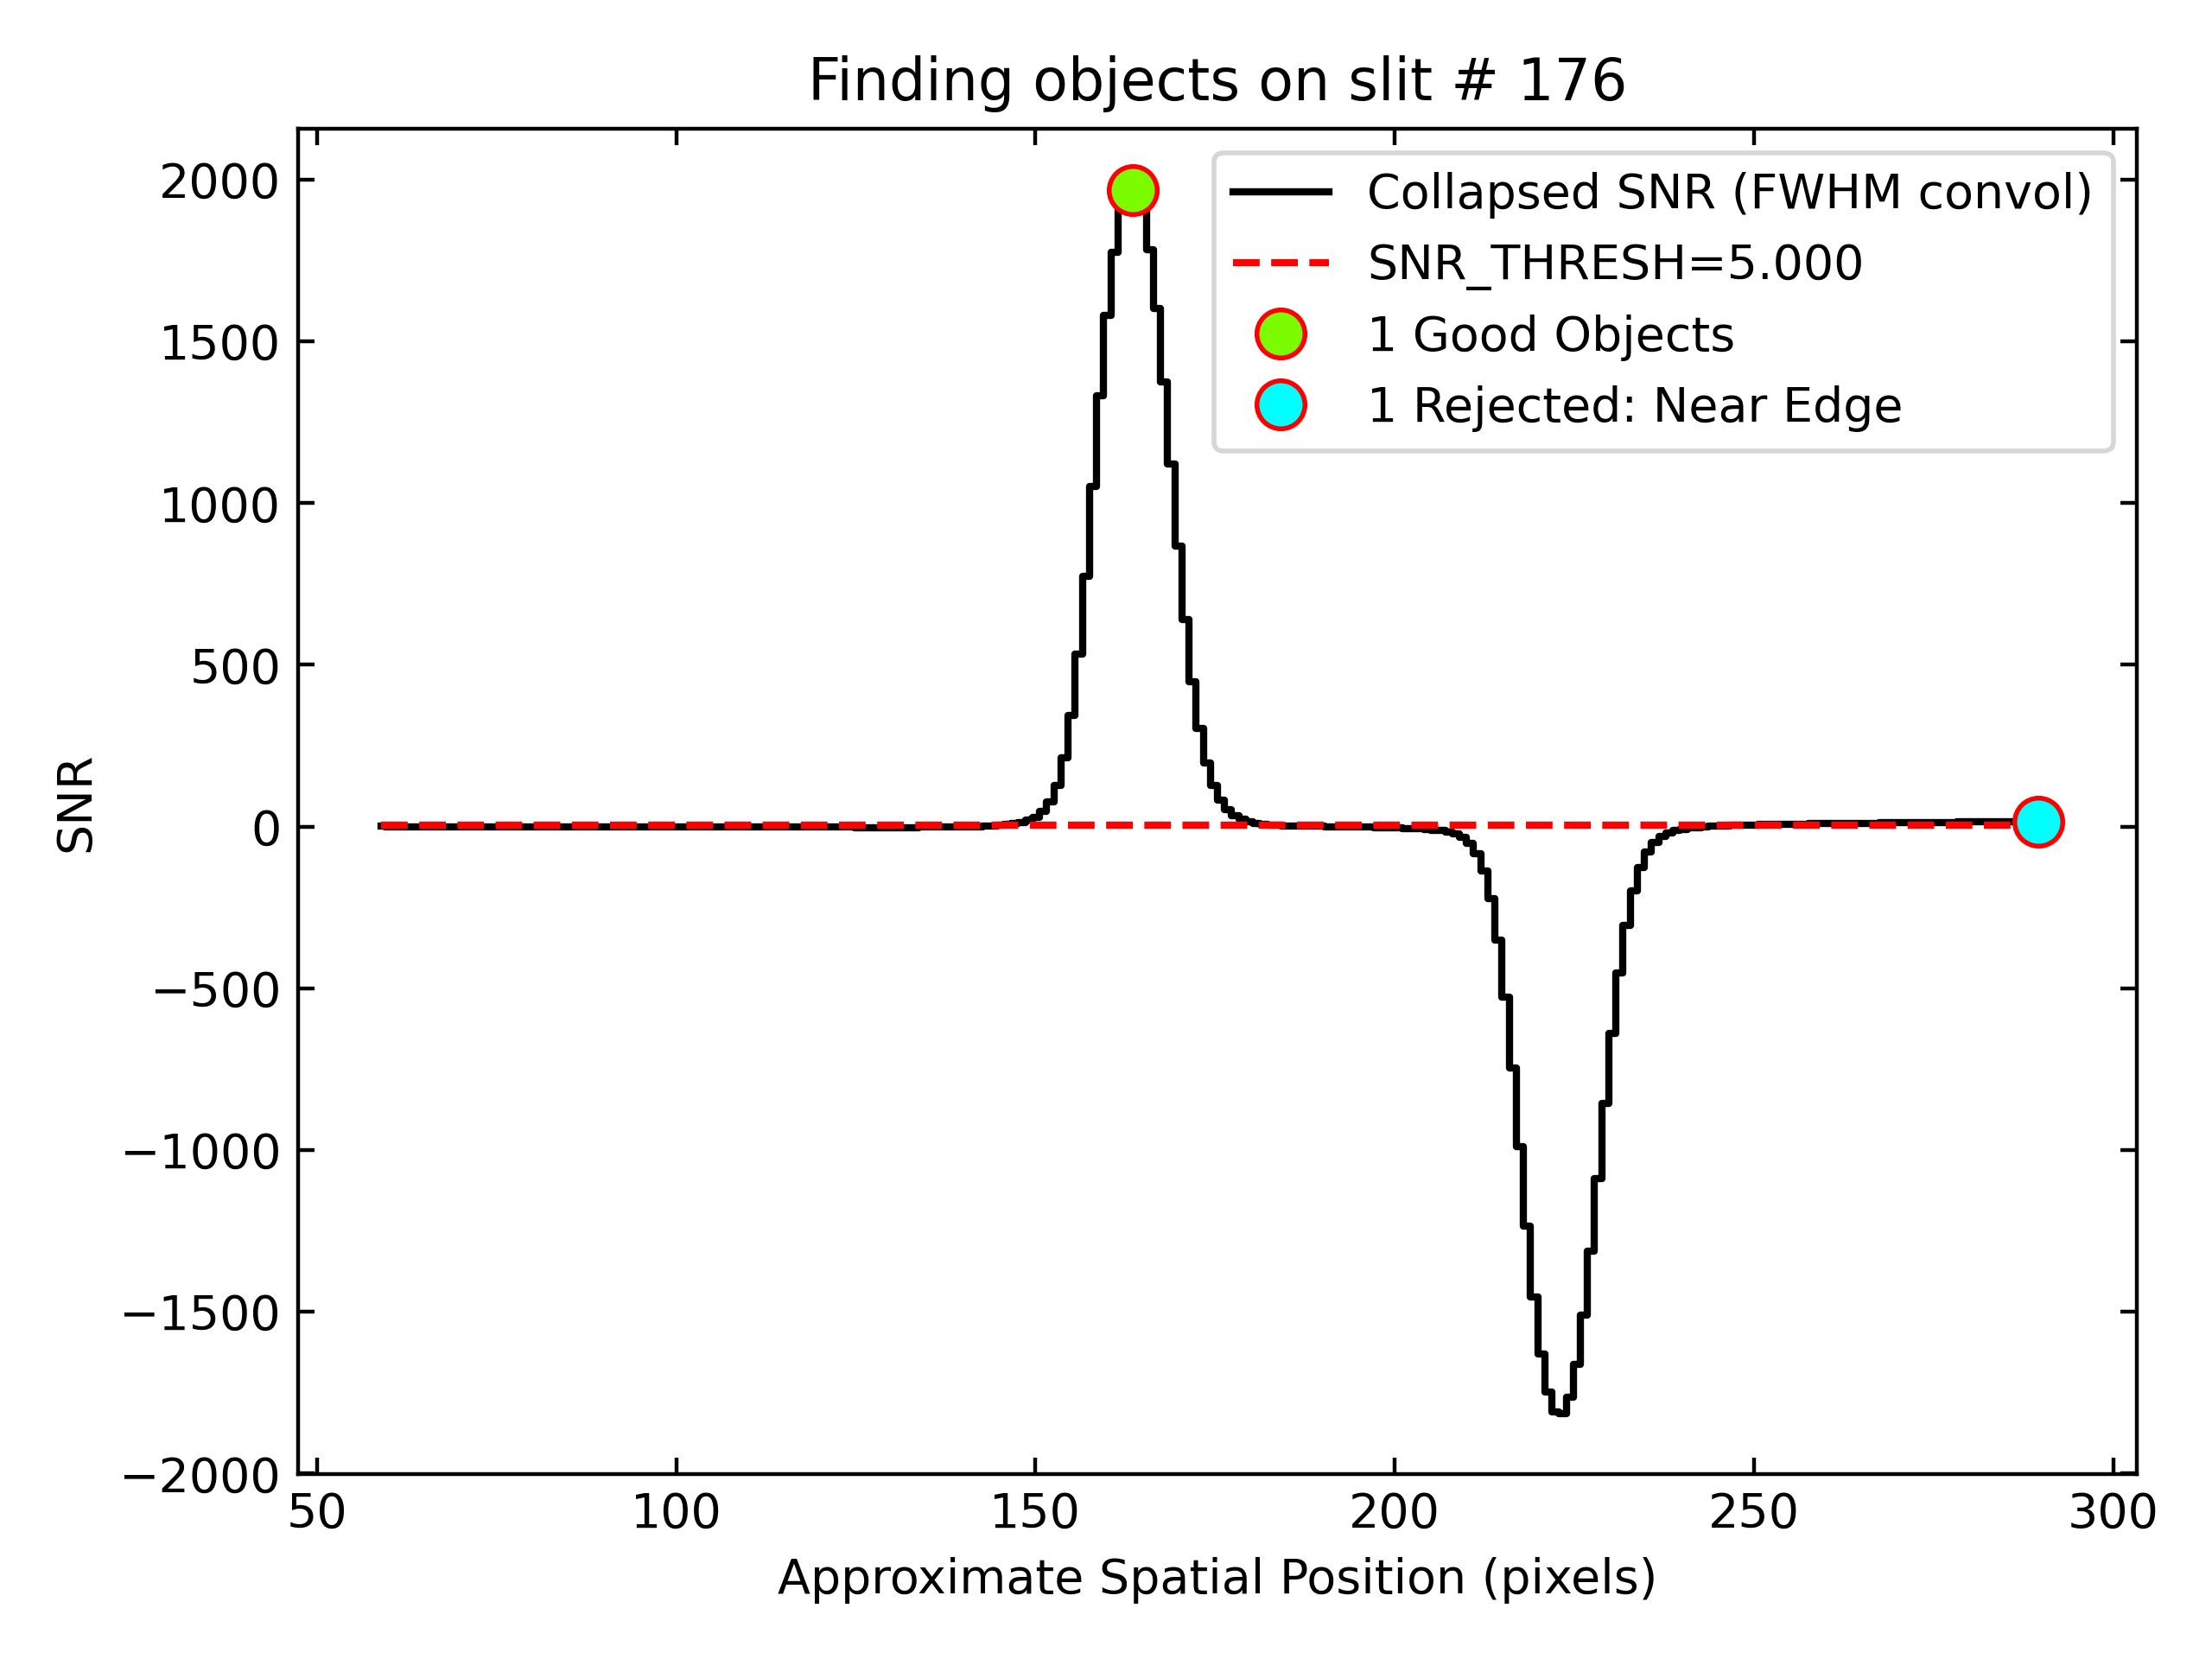 Finding objects on slit # 176
2000
1500
1000
500
0
−500
−1000
−1500
−2000
SNR
Collapsed SNR (FWHM convol)
SNR_THRESH=5.000
1 Good Objects
1 Rejected: Near Edge
50 100 150 200 250 300
Approximate Spatial Position (pixels)